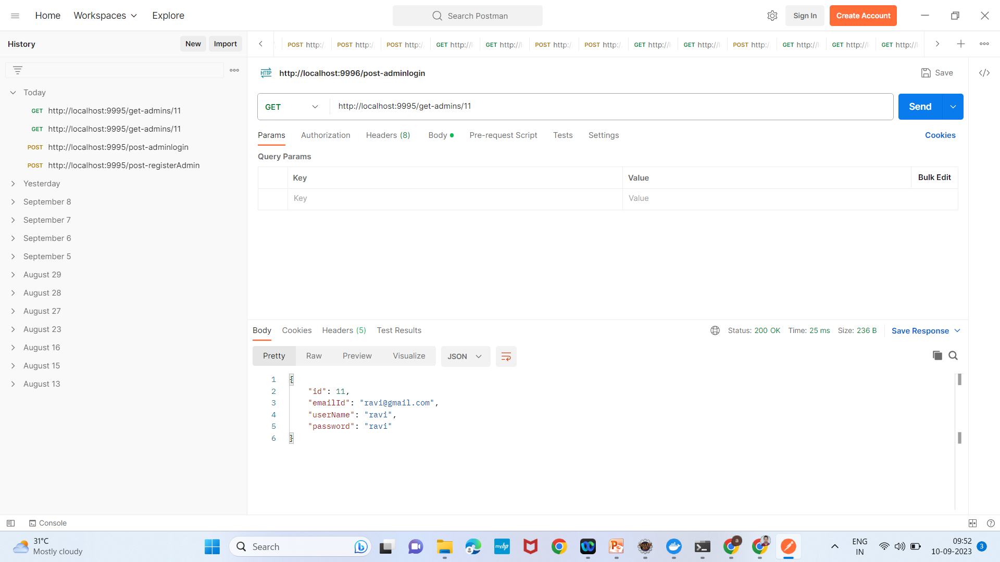 Home
Workspaces
Explore
Search Postman
Sign In
Create Account
History
New
Import
POST http:/
POST http:/
POST http:/
GET http://
GET http://
POST http:/
POST http:/
GET http://
GET http://
POST http:/
GET http://
GET http://
GET http://
HTTP
http://localhost:9996/post-adminlogin
Save
</>
GET
http://localhost:9995/get-admins/11
Send
Today
GET http://localhost:9995/get-admins/11
GET http://localhost:9995/get-admins/11
POST http://localhost:9995/post-adminlogin
POST http://localhost:9995/post-registerAdmin
Yesterday
September 8
September 7
September 6
September 5
August 29
August 28
August 27
August 23
August 16
August 15
August 13
Params
Authorization
Headers (8)
Body
Pre-request Script
Tests
Settings
Cookies
Query Params
Key
Value
Bulk Edit
Key
Value
Body
Cookies
Headers (5)
Test Results
Status: 200 OK
Time: 25 ms
Size: 236 B
Save Response
Pretty
Raw
Preview
Visualize
JSON
1 {
2 "id": 11,
3 "emailId": "ravi@gmail.com",
4 "userName": "ravi",
5 "password": "ravi"
6 }
Console
31°C
Mostly cloudy
Search
myhp
ENG
IN
09:52
10-09-2023
3